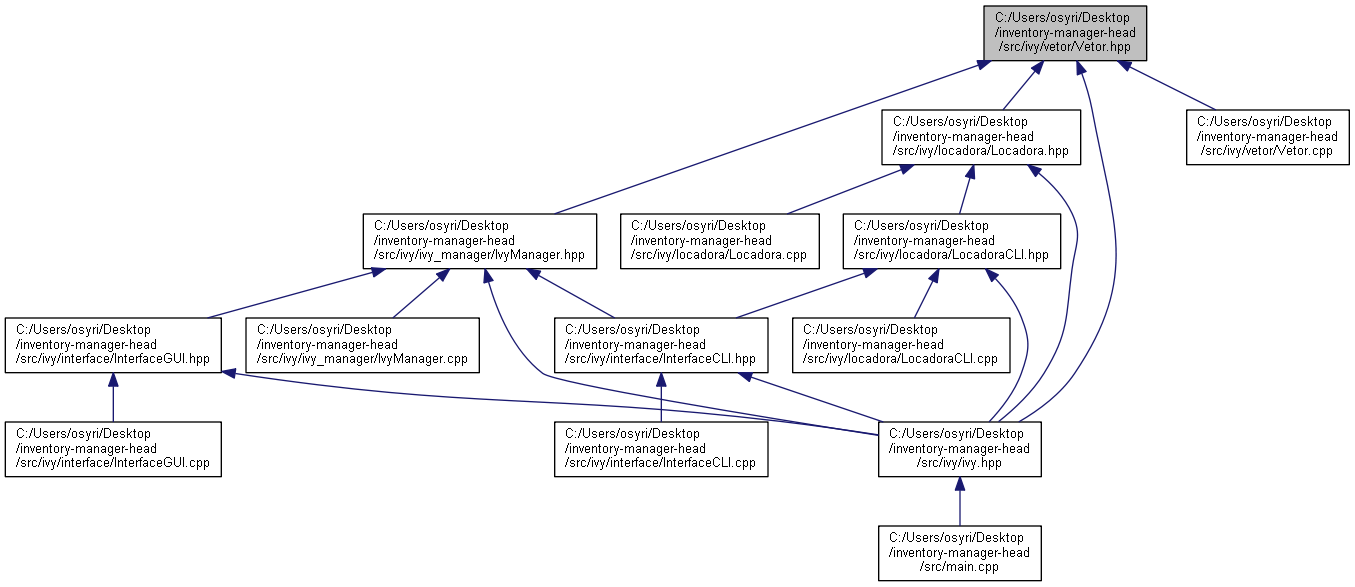 C:/Users/osyri/Desktop
/inventory-manager-head
/src/ivy/vetor/Vetor.hpp
C:/Users/osyri/Desktop
/inventory-manager-head
/src/ivy/locadora/Locadora.hpp
C:/Users/osyri/Desktop
/inventory-manager-head
/src/ivy/vetor/Vetor.cpp
C:/Users/osyri/Desktop
/inventory-manager-head
/src/ivy/ivy_manager/IvyManager.hpp
C:/Users/osyri/Desktop
/inventory-manager-head
/src/ivy/locadora/Locadora.cpp
C:/Users/osyri/Desktop
/inventory-manager-head
/src/ivy/locadora/LocadoraCLI.hpp
C:/Users/osyri/Desktop
/inventory-manager-head
/src/ivy/interface/InterfaceGUI.hpp
C:/Users/osyri/Desktop
/inventory-manager-head
/src/ivy/ivy_manager/IvyManager.cpp
C:/Users/osyri/Desktop
/inventory-manager-head
/src/ivy/interface/InterfaceCLI.hpp
C:/Users/osyri/Desktop
/inventory-manager-head
/src/ivy/locadora/LocadoraCLI.cpp
C:/Users/osyri/Desktop
/inventory-manager-head
/src/ivy/interface/InterfaceGUI.cpp
C:/Users/osyri/Desktop
/inventory-manager-head
/src/ivy/interface/InterfaceCLI.cpp
C:/Users/osyri/Desktop
/inventory-manager-head
/src/ivy/ivy.hpp
C:/Users/osyri/Desktop
/inventory-manager-head
/src/main.cpp